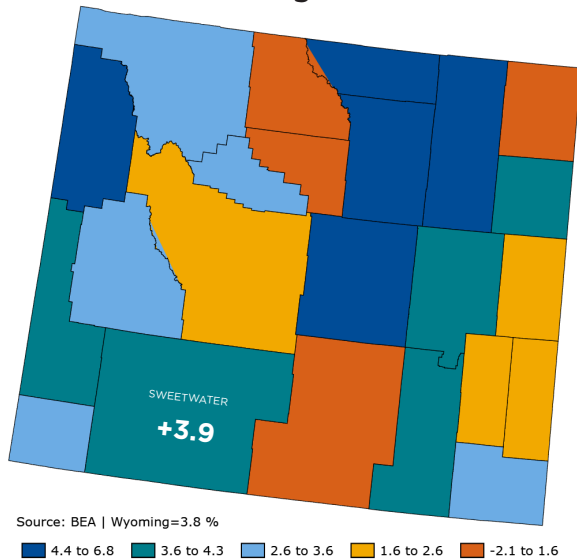 SWEETWATER
+3.9
Source: BEA | Wyoming=3.8 %
4.4 to 6.8 3.6 to 4.3 2.6 to 3.6 1.6 to 2.6 -2.1 to 1.6